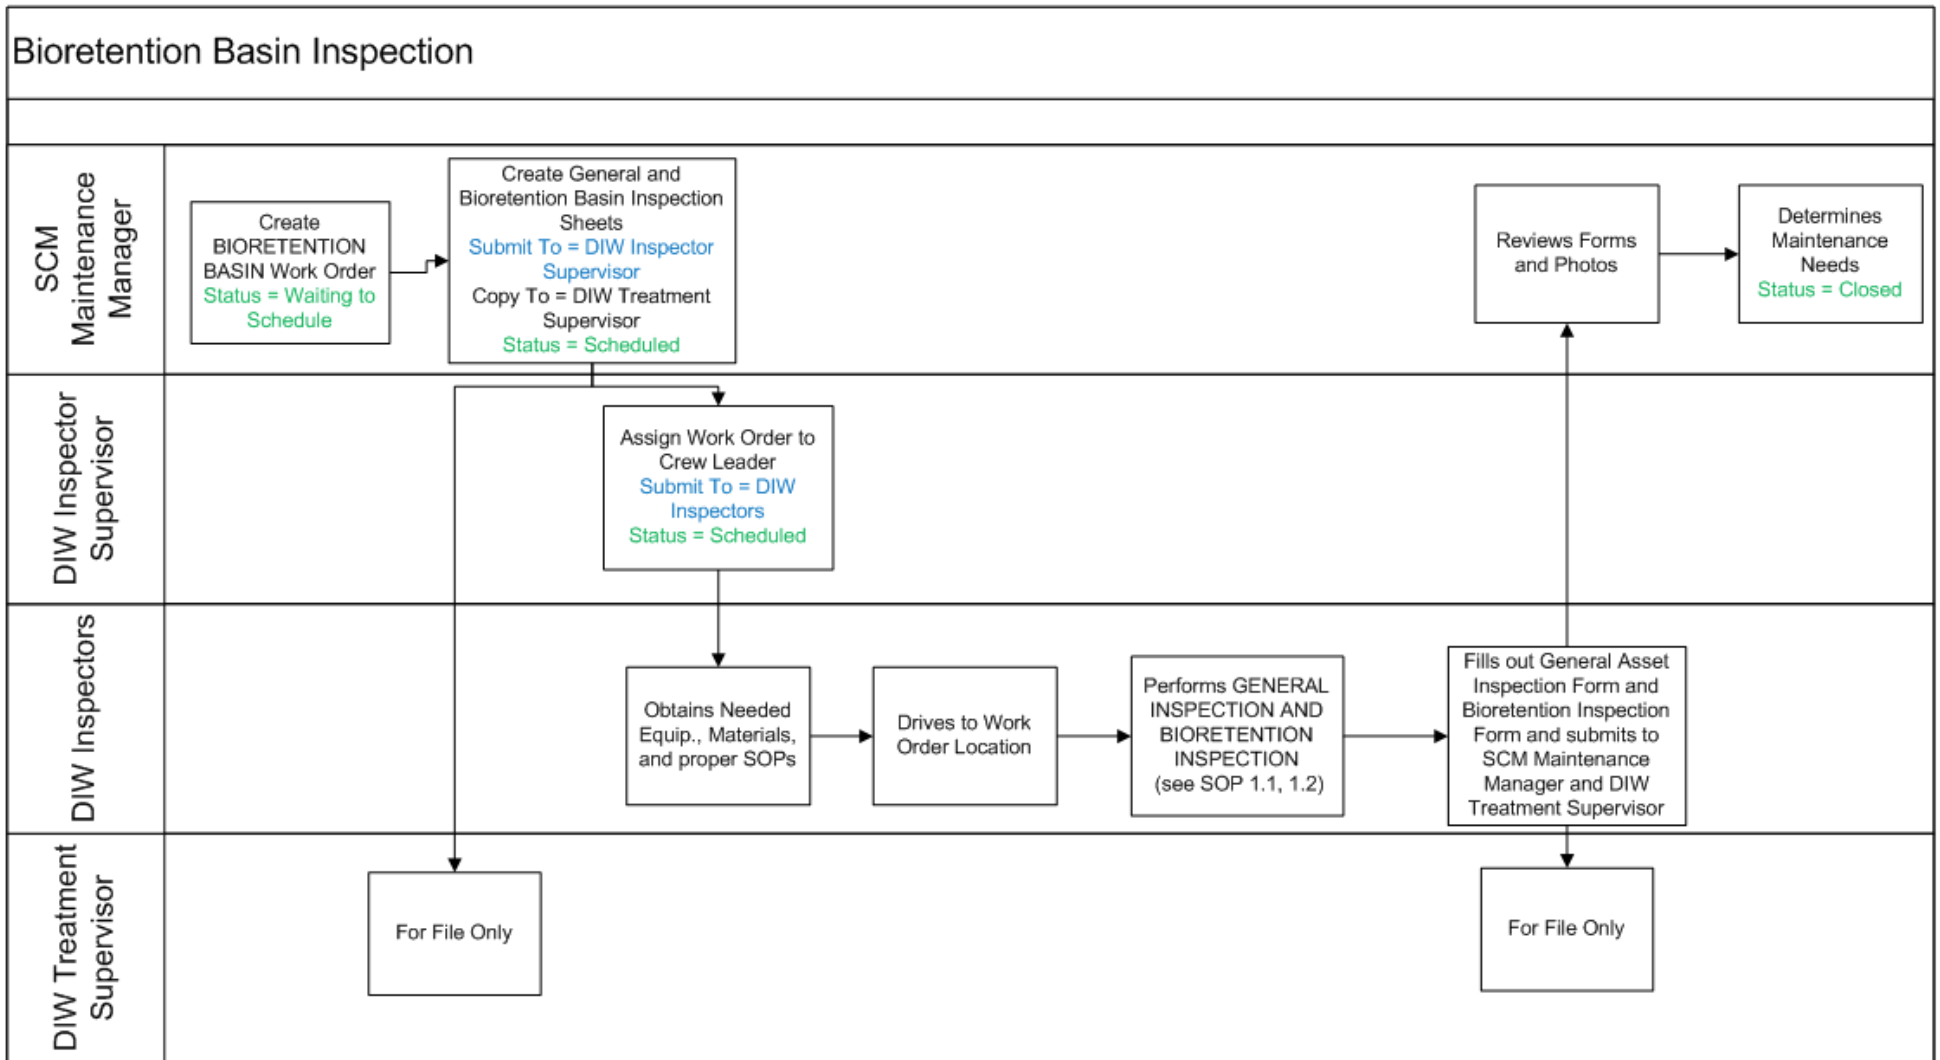 Bioretention Basin Inspection
SCM
Maintenance
Manager
Create
BIORETENTION
BASIN Work Order
Status = Waiting to
Schedule
Create General and
Bioretention Basin Inspection
Sheets
Submit To = DIW Inspector
Supervisor
Copy To = DIW Treatment
Supervisor
Status = Scheduled
Reviews Forms
and Photos
Determines
Maintenance
Needs
Status = Closed
DIW Inspector
Supervisor
Assign Work Order to
Crew Leader
Submit To = DIW
Inspectors
Status = Scheduled
DIW Inspectors
Obtains Needed
Equip., Materials,
and proper SOPs
Drives to Work
Order Location
Performs GENERAL
INSPECTION AND
BIORETENTION
INSPECTION
(see SOP 1.1, 1.2)
Fills out General Asset
Inspection Form and
Bioretention Inspection
Form and submits to
SCM Maintenance
Manager and DIW
Treatment Supervisor
DIW Treatment
Supervisor
For File Only
For File Only